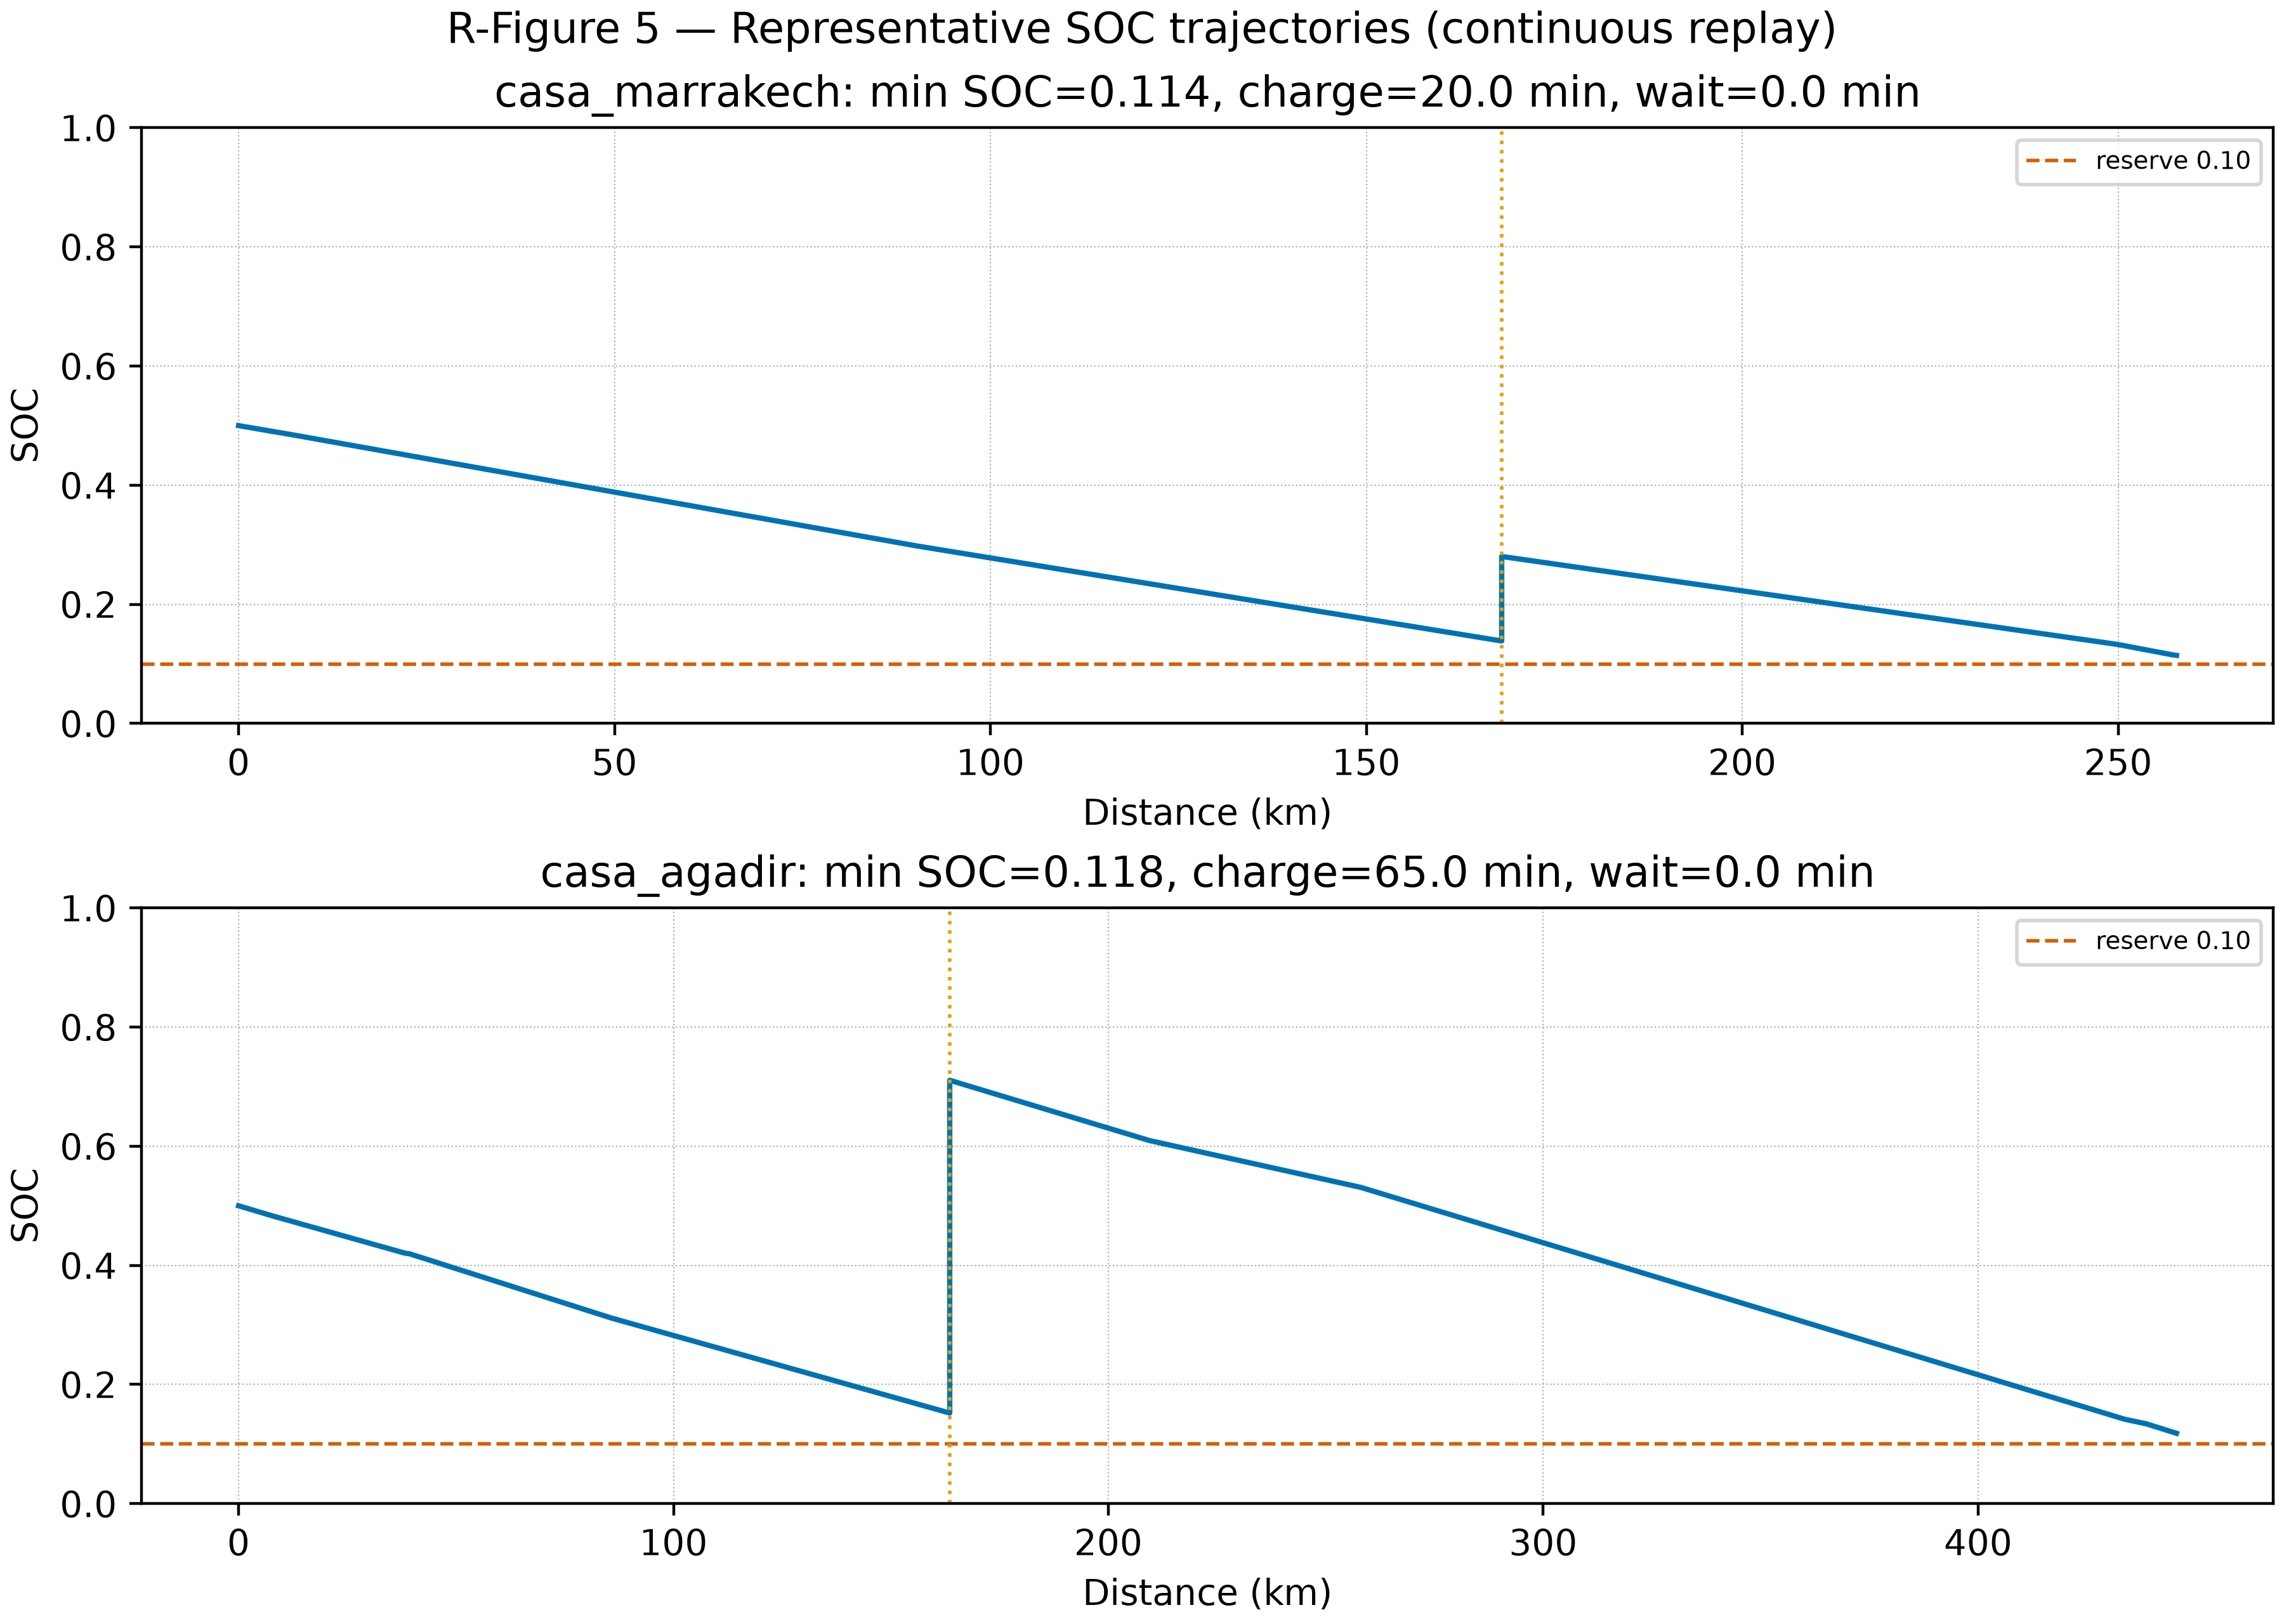 R-Figure 5 — Representative SOC trajectories (continuous replay)
casa_marrakech: min SOC=0.114, charge=20.0 min, wait=0.0 min
reserve 0.10
SOC
1.0
0.8
0.6
0.4
0.2
0.0
0 50 100 150 200 250
Distance (km)
casa_agadir: min SOC=0.118, charge=65.0 min, wait=0.0 min
reserve 0.10
SOC
1.0
0.8
0.6
0.4
0.2
0.0
0 100 200 300 400
Distance (km)